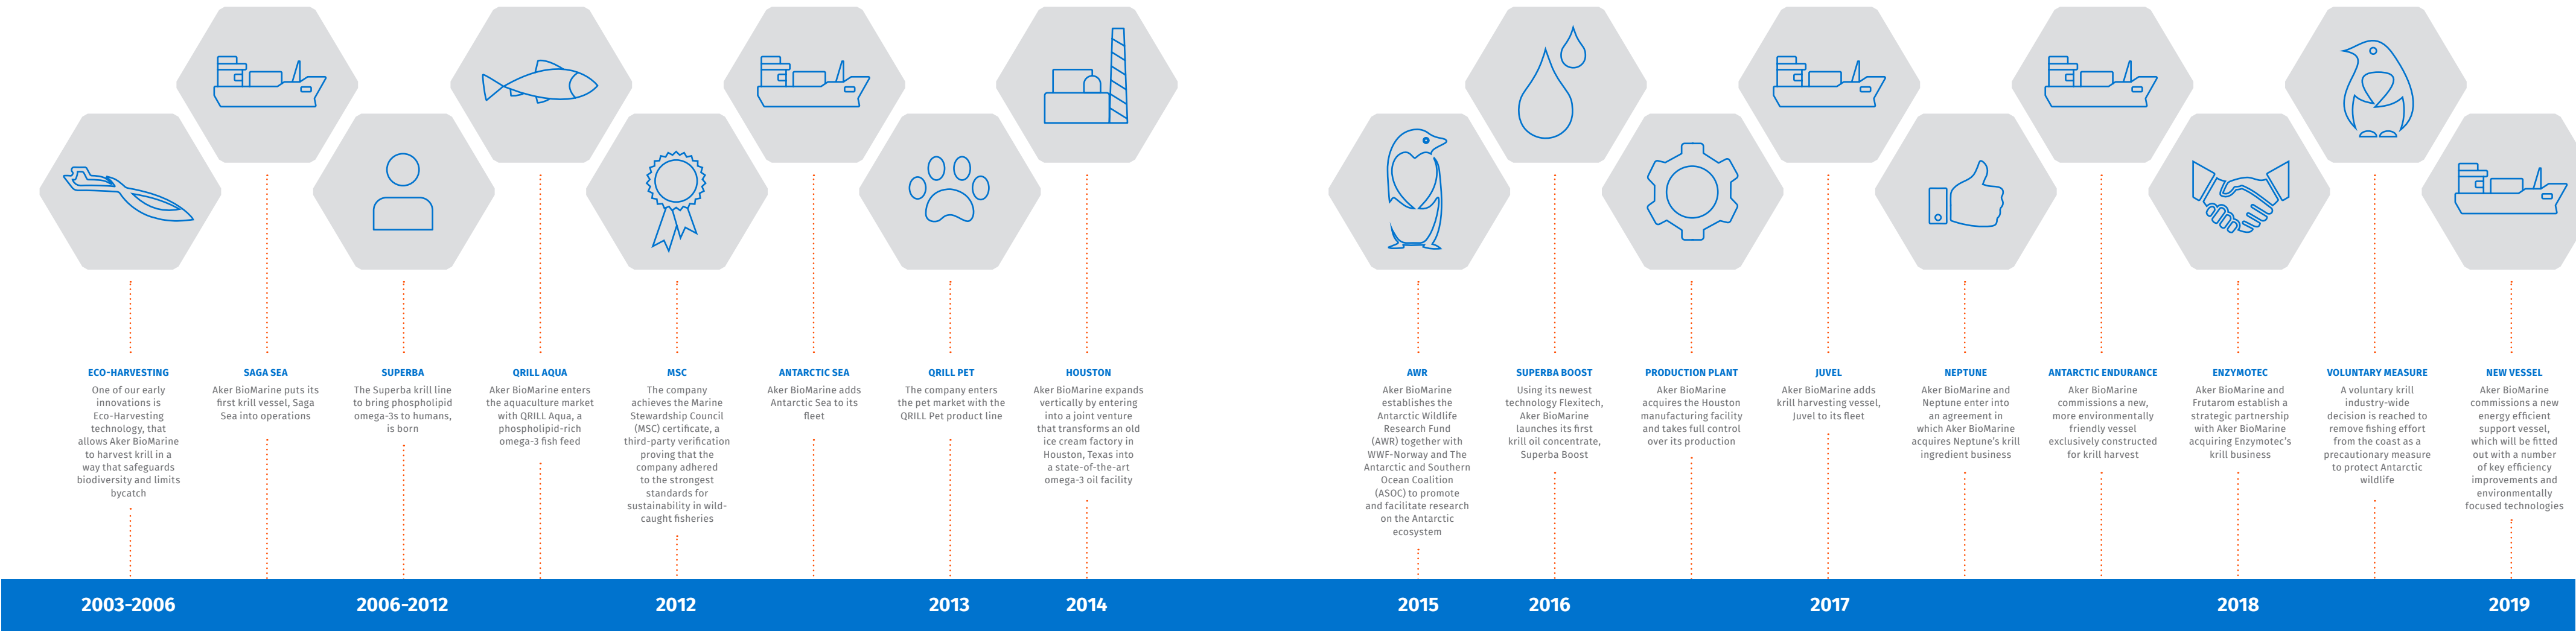 ECO-HARVESTING
One of our early
innovations is
Eco-Harvesting
technology, that
allows Aker BioMarine
to harvest krill in a
way that safeguards
biodiversity and limits
bycatch
SAGA SEA
Aker BioMarine puts its
first krill vessel, Saga
Sea into operations
SUPERBA
The Superba krill line
to bring phospholipid
omega-3s to humans,
is born
QRILL AQUA
Aker BioMarine enters
the aquaculture market
with QRILL Aqua, a
phospholipid-rich
omega-3 fish feed
MSC
The company
achieves the Marine
Stewardship Council
(MSC) certificate, a
third-party verification
proving that the
company adhered
to the strongest
standards for
sustainability in wild-
caught fisheries
ANTARCTIC SEA
Aker BioMarine adds
Antarctic Sea to its
fleet
QRILL PET
The company enters
the pet market with the
QRILL Pet product line
HOUSTON
Aker BioMarine expands
vertically by entering
into a joint venture
that transforms an old
ice cream factory in
Houston, Texas into
a state-of-the-art
omega-3 oil facility
AWR
Aker BioMarine
establishes the
Antarctic Wildlife
Research Fund
(AWR) together with
WWF-Norway and The
Antarctic and Southern
Ocean Coalition
(ASOC) to promote
and facilitate research
on the Antarctic
ecosystem
SUPERBA BOOST
Using its newest
technology Flexitech,
Aker BioMarine
launches its first
krill oil concentrate,
Superba Boost
PRODUCTION PLANT
Aker BioMarine
acquires the Houston
manufacturing facility
and takes full control
over its production
JUVEL
Aker BioMarine adds
krill harvesting vessel,
Juvel to its fleet
NEPTUNE
Aker BioMarine and
Neptune enter into
an agreement in
which Aker BioMarine
acquires Neptune's krill
ingredient business
ANTARCTIC ENDURANCE
Aker BioMarine
commissions a new,
more environmentally
friendly vessel
exclusively constructed
for krill harvest
ENZYMOTEC
Aker BioMarine and
Frutarom establish a
strategic partnership
with Aker BioMarine
acquiring Enzymotec's
krill business
VOLUNTARY MEASURE
A voluntary krill
industry-wide
decision is reached to
remove fishing effort
from the coast as a
precautionary measure
to protect Antarctic
wildlife
NEW VESSEL
Aker BioMarine
commissions a new
energy efficient
support vessel,
which will be fitted
out with a number
of key efficiency
improvements and
environmentally
focused technologies
2003-2006
2006-2012
2012
2013
2014
2015
2016
2017
2018
2019